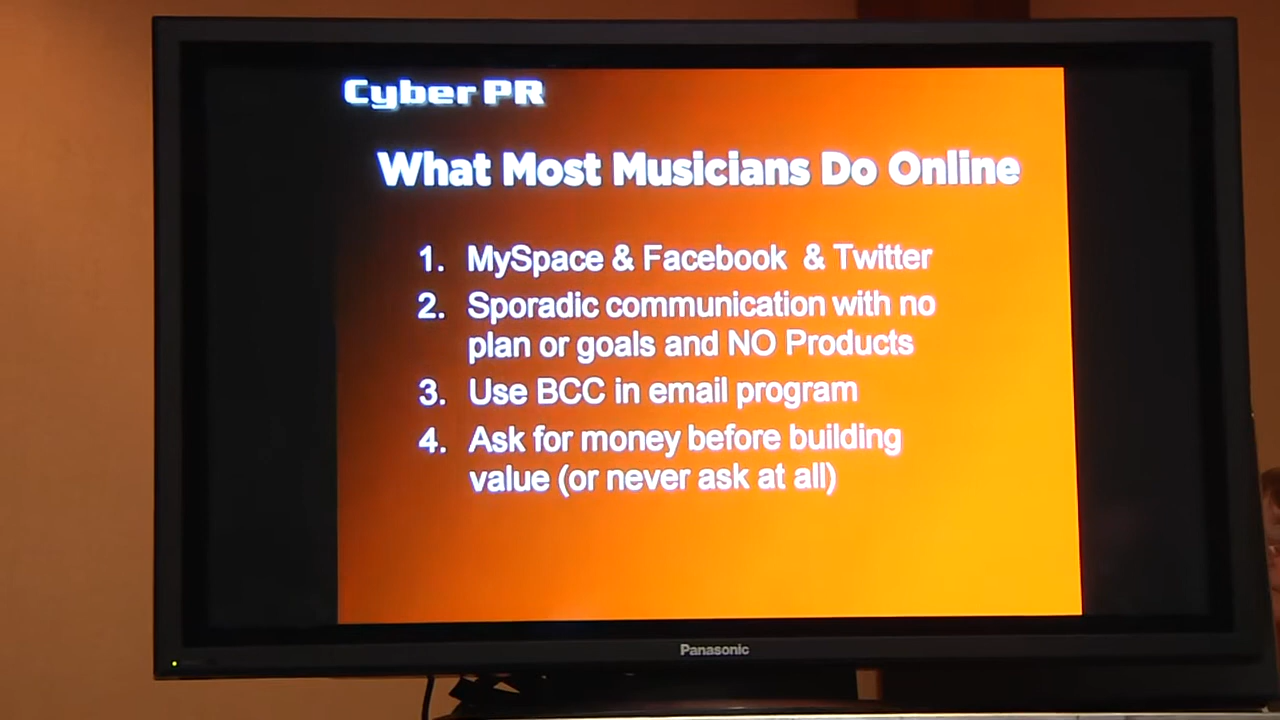 Cyber PR
What Most Musicians Do Online
1. MySpace & Facebook & Twitter
2. Sporadic communication with no
plan or goals and NO Products
3. Use BCC in email program
4. Ask for money before building
value (or never ask at all)
Panasonic